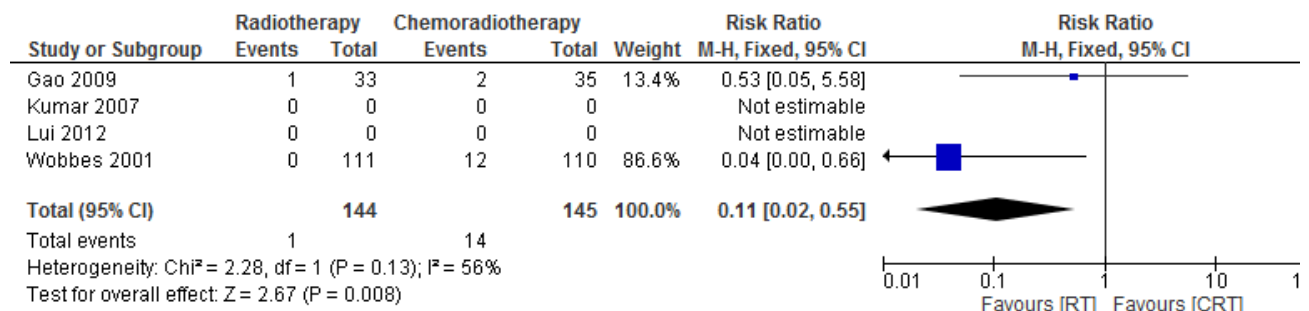 Radiotherapy Chemoradiotherapy Risk Ratio Risk Ratio
Study or Subgroup Events Total Events Total Weight M-H, Fixed, 95% CI M-H, Fixed, 95% CI
Gao 2009 1 33 2 35 13.4% 0.53 [0.05, 5.58]
Kumar 2007 0 0 0 0 Not estimable
Lui 2012 0 0 0 0 Not estimable
Wobbes 2001 0 111 12 110 86.6% 0.04 [0.00, 0.66]
Total (95% CI) 144 145 100.0% 0.11 [0.02, 0.55]
Total events 1 14
Heterogeneity: Chi² = 2.28, df = 1 (P = 0.13); I² = 56%
Test for overall effect: Z = 2.67 (P = 0.008)
0.01 0.1 1 10
Favours [RT] Favours [CRT]